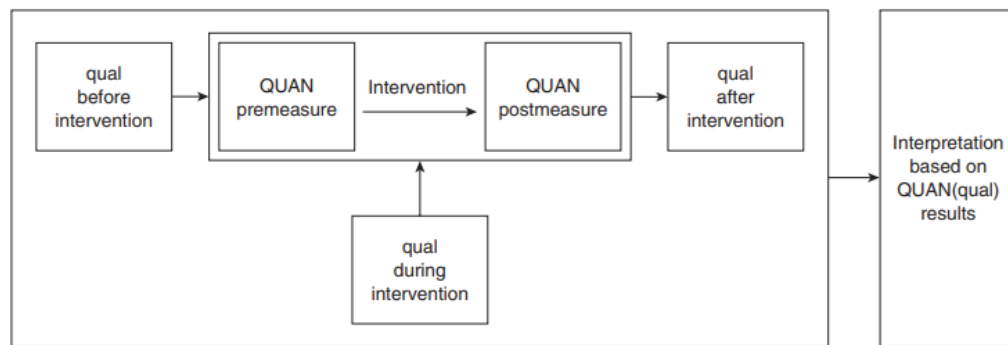 qual
before
intervention
QUAN
premeasure
Intervention
QUAN
postmeasure
qual
after
intervention
qual
during
intervention
Interpretation
based on
QUAN(qual)
results